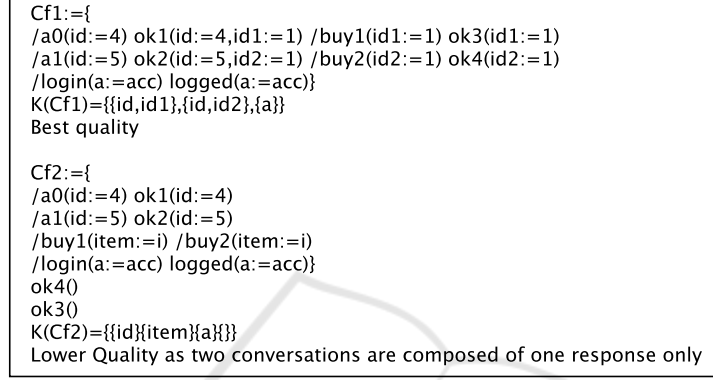 Cf1:={
/a0(id:=4) ok1(id:=4,id1:=1) /buy1(id1:=1) ok3(id1:=1)
/a1(id:=5) ok2(id:=5,id2:=1) /buy2(id2:=1) ok4(id2:=1)
/login(a:=acc) logged(a:=acc)}
K(Cf1)={{id,id1},{id,id2},{a}}
Best quality
Cf2:={
/a0(id:=4) ok1(id:=4)
/a1(id:=5) ok2(id:=5)
/buy1(item:=i) /buy2(item:=i)
/login(a:=acc) logged(a:=acc)}
ok4()
ok3()
K(Cf2)={{id}{item}{a}{}}
Lower Quality as two conversations are composed of one response only